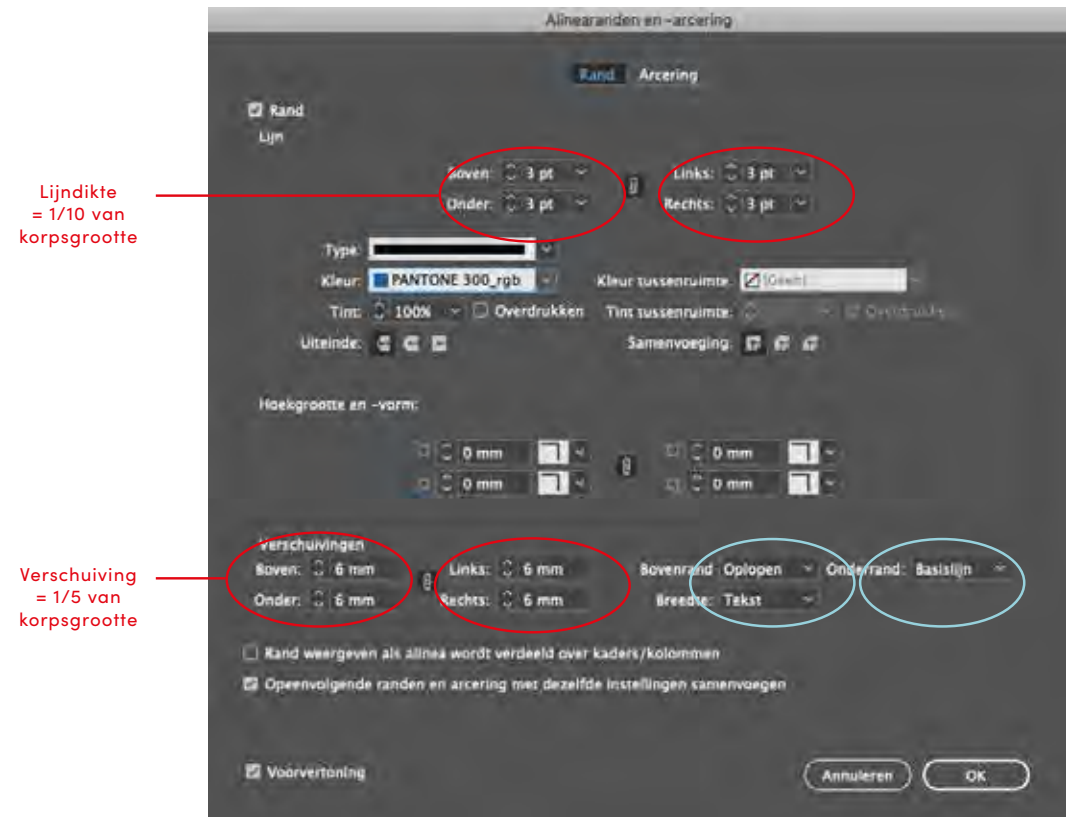 Alinearanden en -arcering
Rand Arcering
Rand
Lijn
Lijndikte
= 1/10 van
korpsgrootte
Boven: 3 pt Links: 3 pt
Onder: 3 pt Rechts: 3 pt
Type:
Kleur: PANTONE 300_rgb Kleur tussenruimte: [Geen]
Tint: 100% Overdrukken Tint tussenruimte: Overdrukken
Uiteinde: Samenvoeging:
Hoekgrootte en -vorm:
0 mm 0 mm
0 mm 0 mm
Verschuivingen
Verschuiving
= 1/5 van
korpsgrootte
Boven: 6 mm Links: 6 mm Bovenrand: Oplopen Onderrand: Basislijn
Onder: 6 mm Rechts: 6 mm Breedte: Tekst
Rand weergeven als alinea wordt verdeeld over kaders/kolommen
Opeenvolgende randen en arcering met dezelfde instellingen samenvoegen
Voorvertoning Annuleren OK